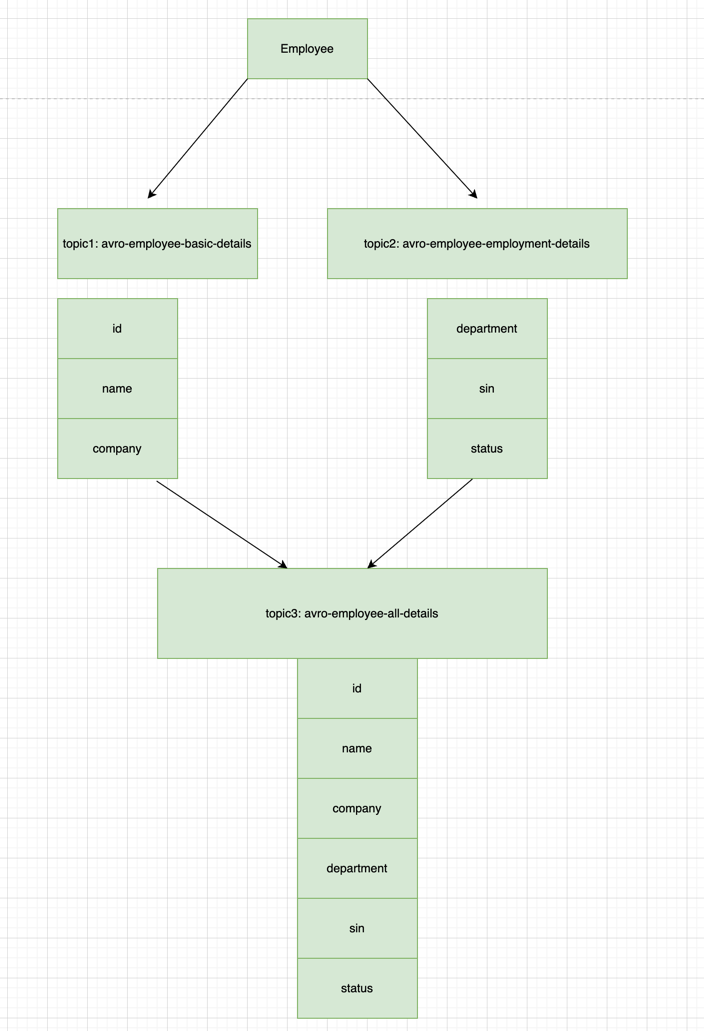 Employee
topic1: avro-employee-basic-details
topic2: avro-employee-employment-details
id
name
company
department
sin
status
topic3: avro-employee-all-details
id
name
company
department
sin
status